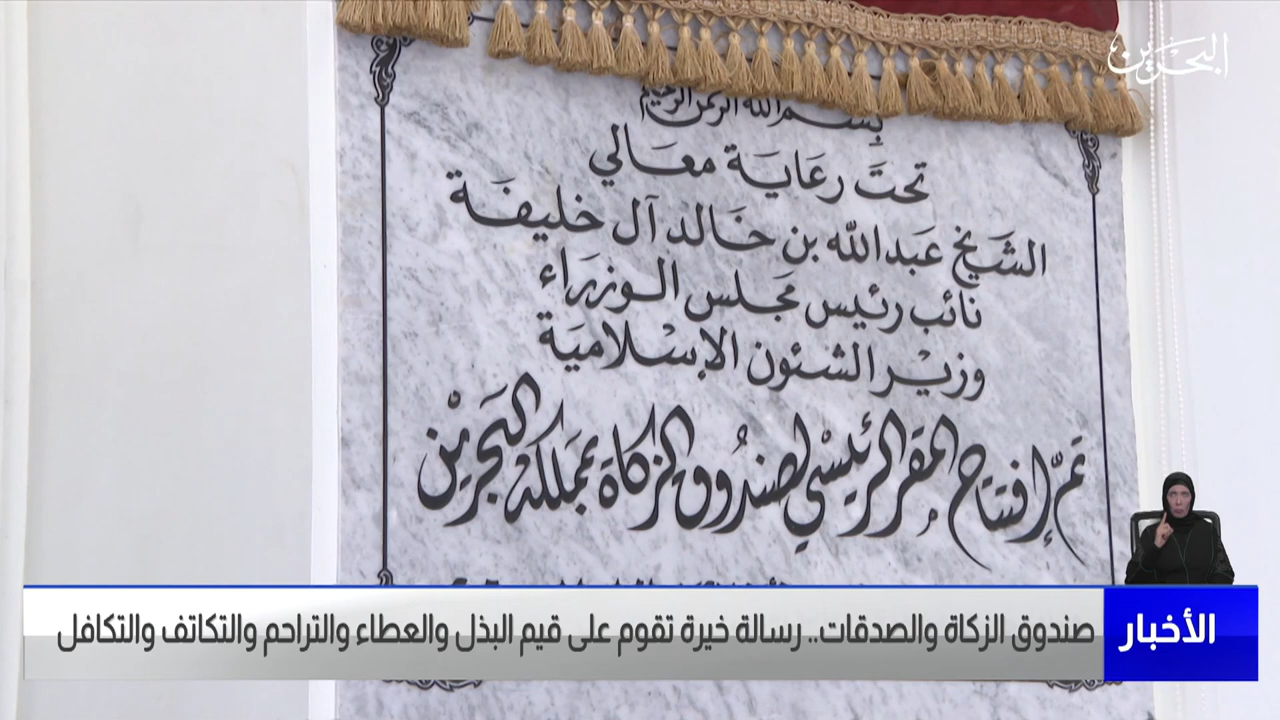 البحرين
بسم الله الرحمن الرحيم
تحت رعاية معالي
الشيخ عبدالله بن خالد آل خليفة
نائب رئيس مجلس الوزراء
وزير الشئون الإسلامية
تم إفتتاح المقر الرئيسي لصندوق الزكاة بمملكة البحرين
الأخبار
صندوق الزكاة والصدقات.. رسالة خيرة تقوم على قيم البذل والعطاء والتراحم والتكاتف والتكافل